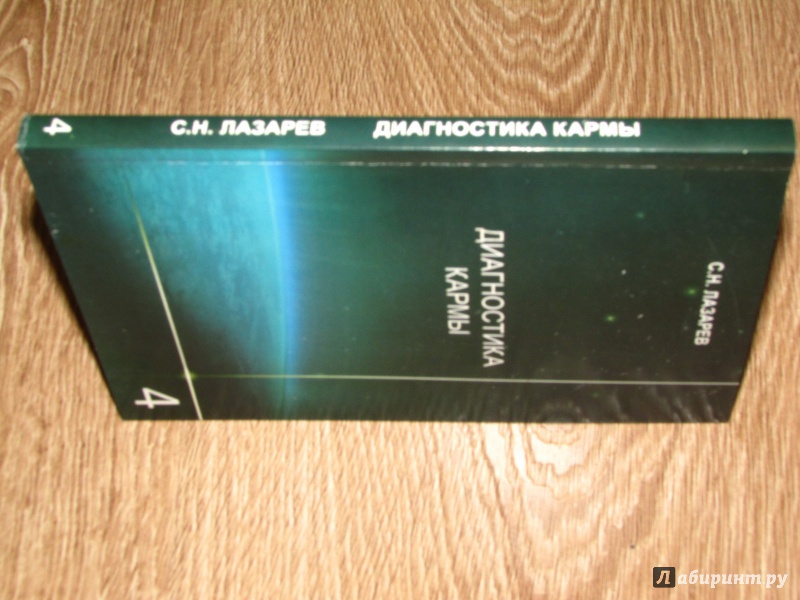 4 С.Н. ЛАЗАРЕВ ДИАГНОСТИКА КАРМЫ
С.Н. ЛАЗАРЕВ
ДИАГНОСТИКА
КАРМЫ
4
Лабиринт.ру